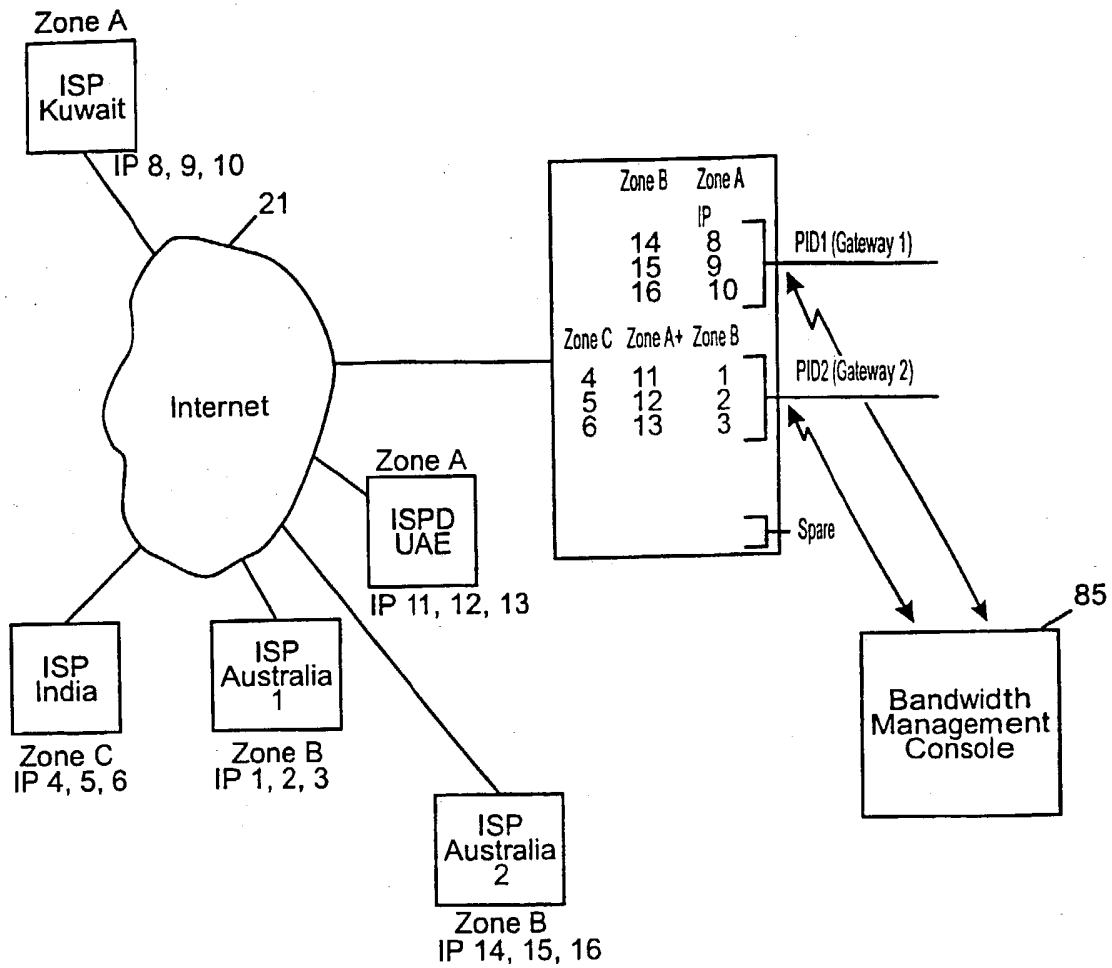 Zone A
ISP
Kuwait
IP 8, 9, 10
21
Internet
Zone B Zone A
IP
14 8
15 9
16 10
PID1 (Gateway 1)
Zone C Zone A+ Zone B
4 11 1
5 12 2
6 13 3
PID2 (Gateway 2)
Spare
Zone A
ISPD
UAE
IP 11, 12, 13
ISP
India
Zone C
IP 4, 5, 6
ISP
Australia
1
Zone B
IP 1, 2, 3
ISP
Australia
2
Zone B
IP 14, 15, 16
85
Bandwidth
Management
Console